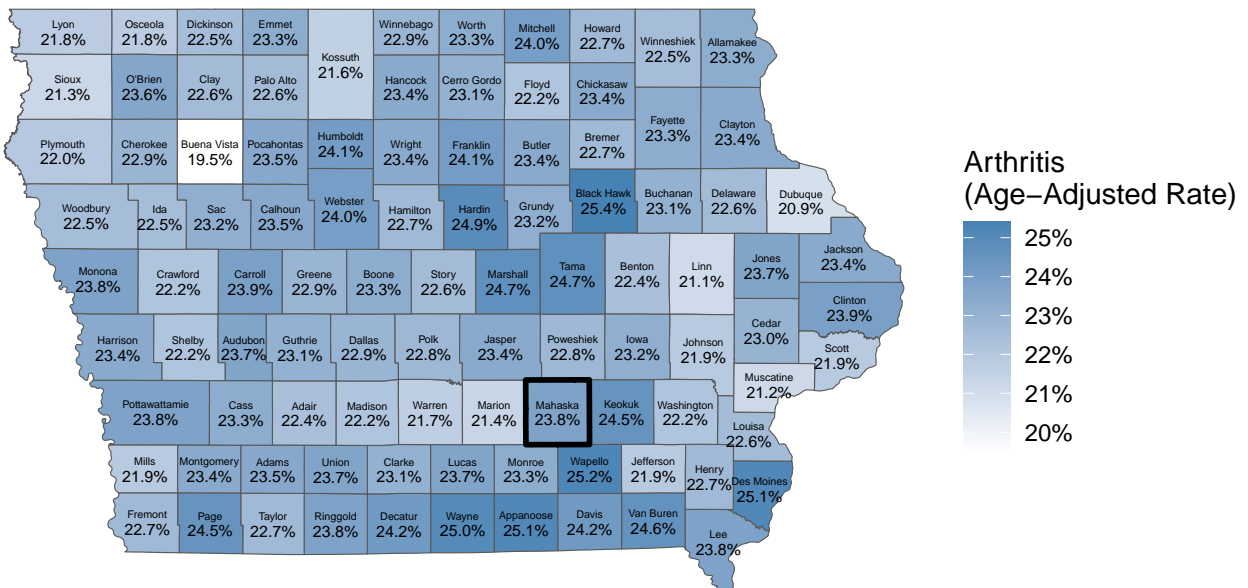 Lyon
21.8%
Osceola
21.8%
Dickinson
22.5%
Emmet
23.3%
Kossuth
21.6%
Winnebago
22.9%
Worth
23.3%
Mitchell
24.0%
Howard
22.7%
Winneshiek
22.5%
Allamakee
23.3%
Sioux
21.3%
O'Brien
23.6%
Clay
22.6%
Palo Alto
22.6%
Hancock
23.4%
Cerro Gordo
23.1%
Floyd
22.2%
Chickasaw
23.4%
Fayette
23.3%
Clayton
23.4%
Plymouth
22.0%
Cherokee
22.9%
Buena Vista
19.5%
Pocahontas
23.5%
Humboldt
24.1%
Wright
23.4%
Franklin
24.1%
Butler
23.4%
Bremer
22.7%
Woodbury
22.5%
Ida
22.5%
Sac
23.2%
Calhoun
23.5%
Webster
24.0%
Hamilton
22.7%
Hardin
24.9%
Grundy
23.2%
Black Hawk
25.4%
Buchanan
23.1%
Delaware
22.6%
Dubuque
20.9%
Monona
23.8%
Crawford
22.2%
Carroll
23.9%
Greene
22.9%
Boone
23.3%
Story
22.6%
Marshall
24.7%
Tama
24.7%
Benton
22.4%
Linn
21.1%
Jones
23.7%
Jackson
23.4%
Clinton
23.9%
Harrison
23.4%
Shelby
22.2%
Audubon
23.7%
Guthrie
23.1%
Dallas
22.9%
Polk
22.8%
Jasper
23.4%
Poweshiek
22.8%
Iowa
23.2%
Johnson
21.9%
Cedar
23.0%
Scott
21.9%
Muscatine
21.2%
Pottawattamie
23.8%
Cass
23.3%
Adair
22.4%
Madison
22.2%
Warren
21.7%
Marion
21.4%
Mahaska
23.8%
Keokuk
24.5%
Washington
22.2%
Louisa
22.6%
Mills
21.9%
Montgomery
23.4%
Adams
23.5%
Union
23.7%
Clarke
23.1%
Lucas
23.7%
Monroe
23.3%
Wapello
25.2%
Jefferson
21.9%
Henry
22.7%
Des Moines
25.1%
Fremont
22.7%
Page
24.5%
Taylor
22.7%
Ringgold
23.8%
Decatur
24.2%
Wayne
25.0%
Appanoose
25.1%
Davis
24.2%
Van Buren
24.6%
Lee
23.8%
Arthritis
(Age−Adjusted Rate)
25%
24%
23%
22%
21%
20%